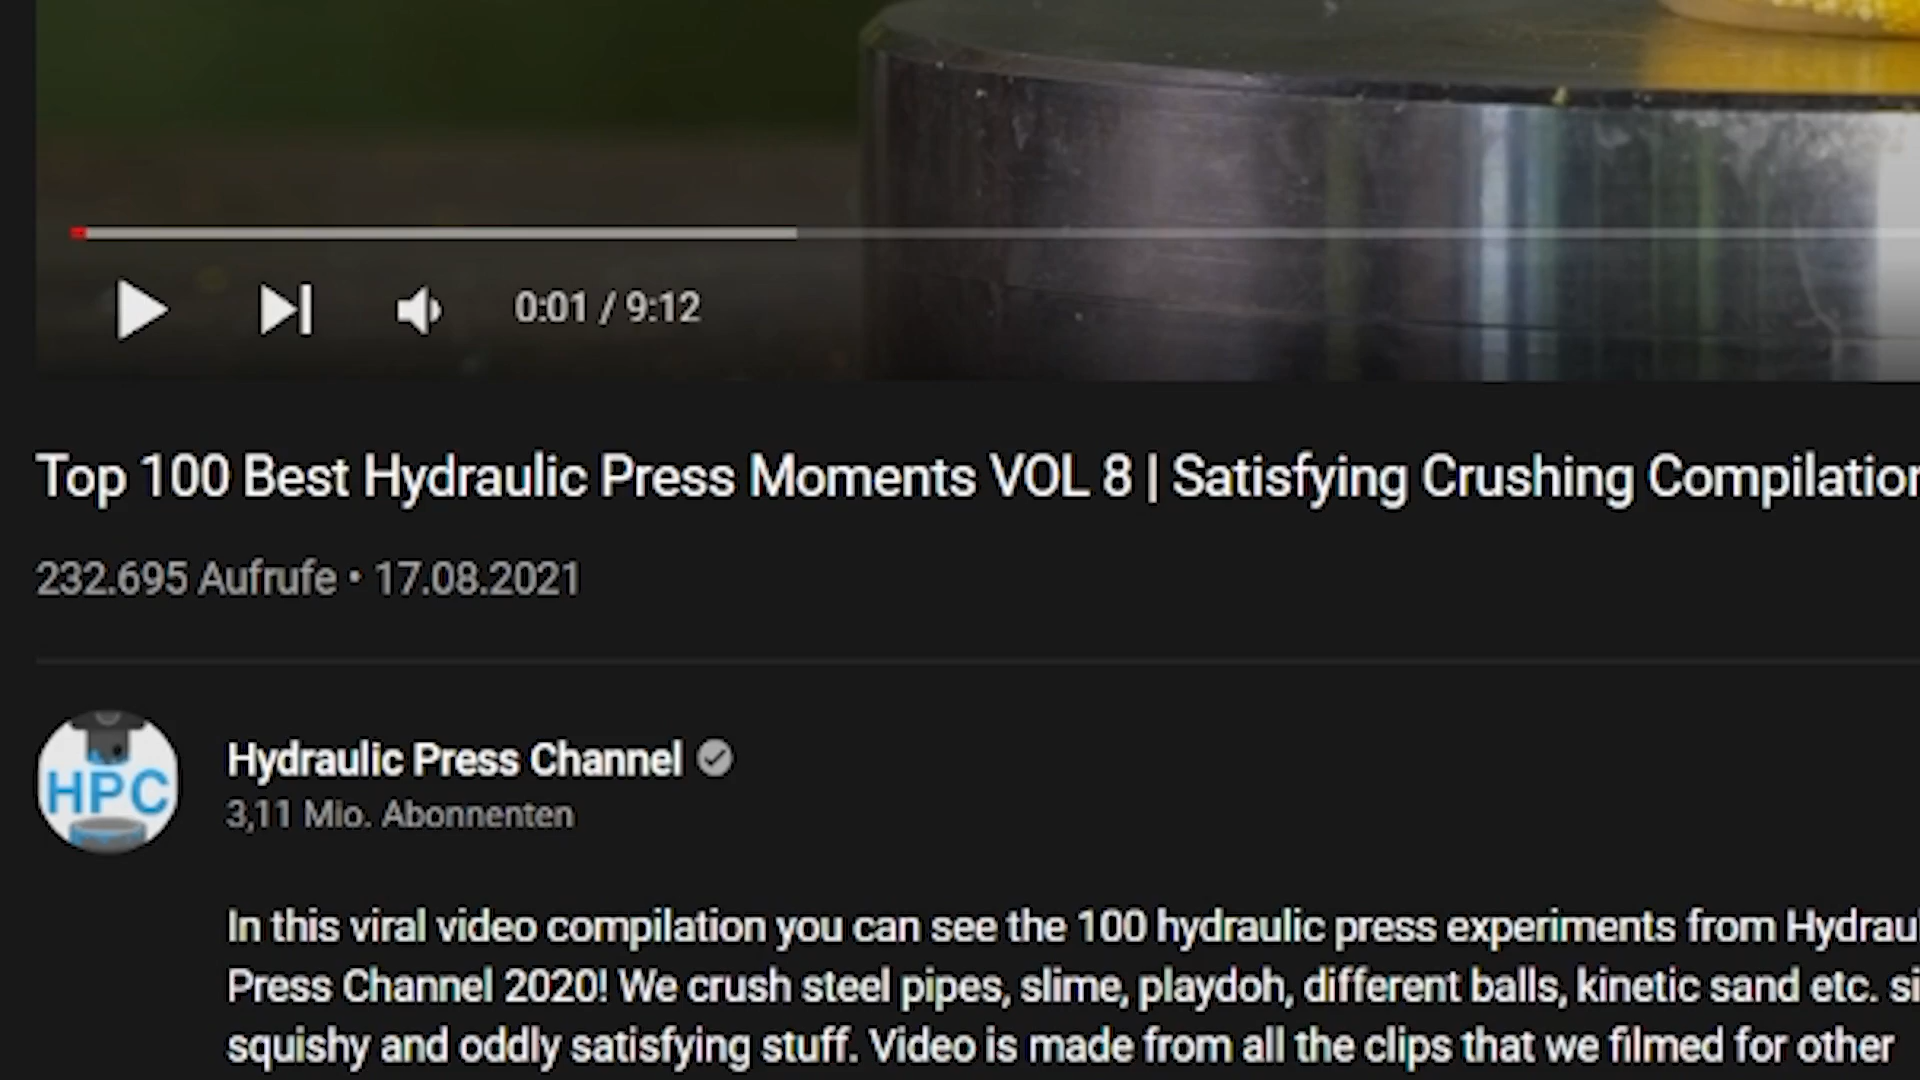 0:01 / 9:12
Top 100 Best Hydraulic Press Moments VOL 8 | Satisfying Crushing Compilation
232.695 Aufrufe • 17.08.2021
HPC
Hydraulic Press Channel
3,11 Mio. Abonnenten
In this viral video compilation you can see the 100 hydraulic press experiments from Hydraul
Press Channel 2020! We crush steel pipes, slime, playdoh, different balls, kinetic sand etc. si
squishy and oddly satisfying stuff. Video is made from all the clips that we filmed for other